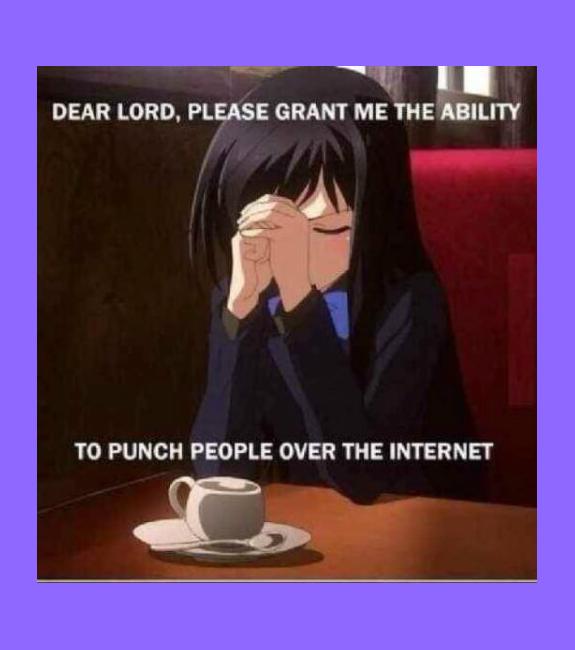 DEAR LORD, PLEASE GRANT ME THE ABILITY
TO PUNCH PEOPLE OVER THE INTERNET